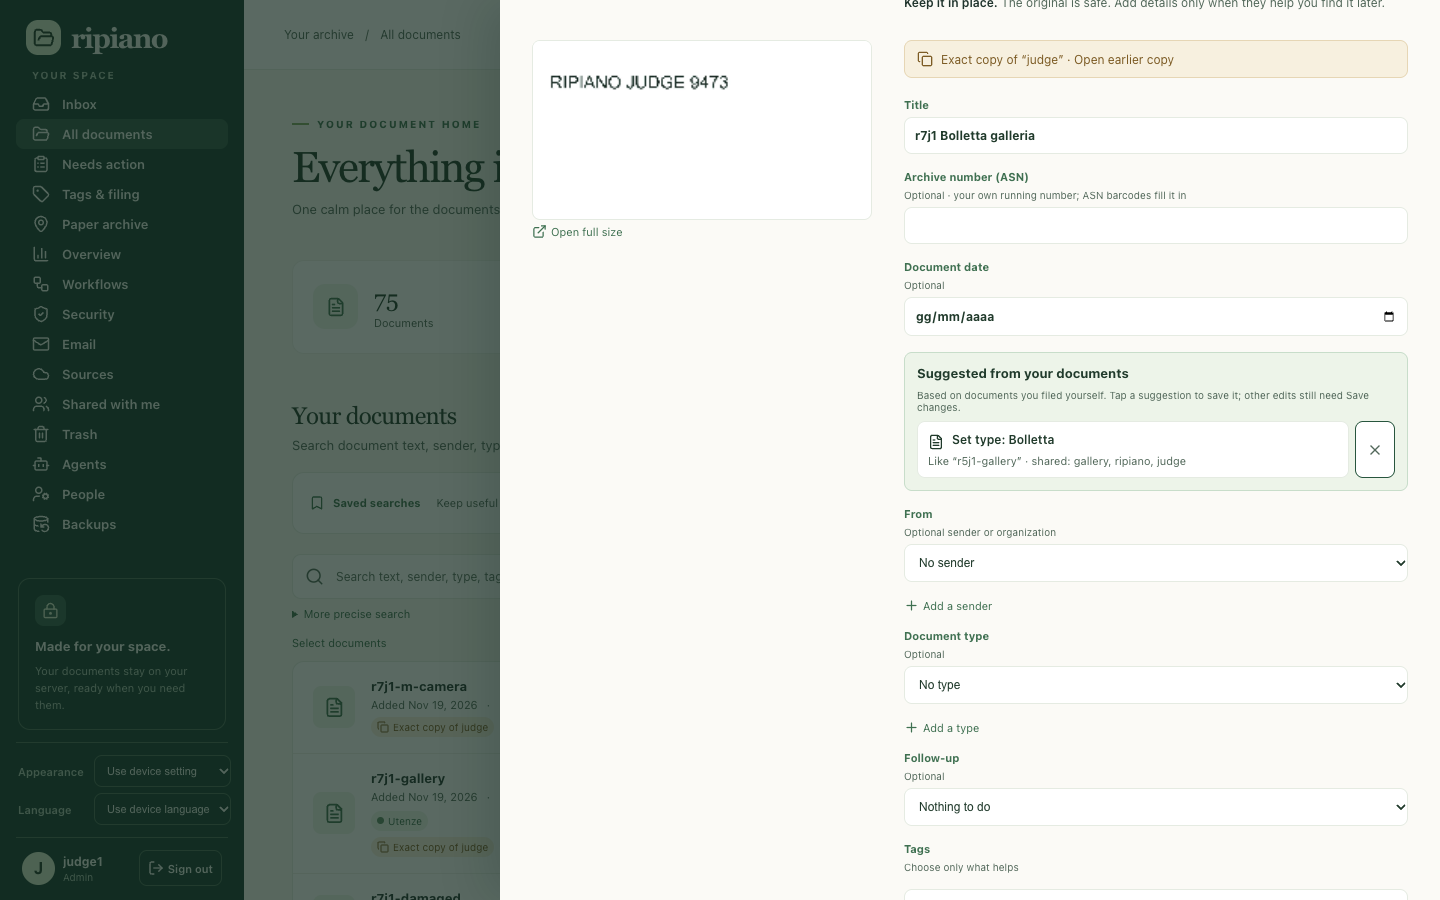 ripiano
YOUR SPACE
Inbox
All documents
Needs action
Tags & filing
Paper archive
Overview
Workflows
Security
Email
Sources
Shared with me
Trash
Agents
People
Backups
Made for your space.
Your documents stay on your
server, ready when you need
them.
Appearance
Use device setting
Language
Use device language
J
judge1
Admin
Sign out
Your archive / All documents
YOUR DOCUMENT HOME
Everything
One calm place for the documents
75
Documents
Your documents
Search document text, sender, typ
Saved searches Keep useful
Search text, sender, type, tag
More precise search
Select documents
r7j1-m-camera
Added Nov 19, 2026 ·
Exact copy of judge
r7j1-gallery
Added Nov 19, 2026 ·
Utenze
Exact copy of judge
r7j1-damaged
RIPIANO JUDGE 9473
Open full size
Keep it in place. The original is safe. Add details only when they help you find it later.
Exact copy of “judge” · Open earlier copy
Title
r7j1 Bolletta galleria
Archive number (ASN)
Optional · your own running number; ASN barcodes fill it in
Document date
Optional
gg/mm/aaaa
Suggested from your documents
Based on documents you filed yourself. Tap a suggestion to save it; other edits still need Save
changes.
Set type: Bolletta
Like “r5j1-gallery” · shared: gallery, ripiano, judge
From
Optional sender or organization
No sender
Add a sender
Document type
Optional
No type
Add a type
Follow-up
Optional
Nothing to do
Tags
Choose only what helps